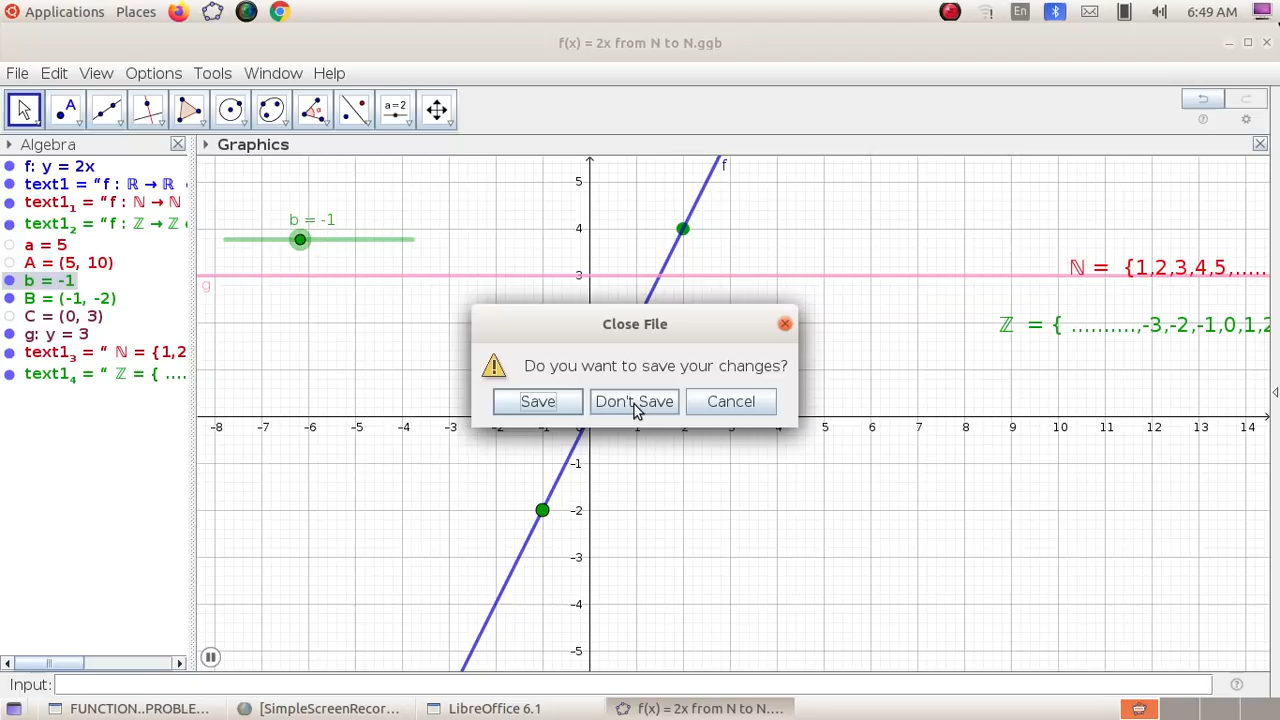 Applications Places En 6:49 AM
f(x) = 2x from N to N.ggb
File Edit View Options Tools Window Help
A α a=2
Algebra
Graphics
f: y = 2x
text1 = “f : ℝ → ℝ
text1₁ = “f : ℕ → ℕ
text1₂ = “f : ℤ → ℤ
a = 5
A = (5, 10)
b = -1
B = (-1, -2)
C = (0, 3)
g: y = 3
text1₃ = “ ℕ = {1,2
text1₄ = “ ℤ = { ....
f
b = -1
g
ℕ = {1,2,3,4,5,.....
ℤ = { ..........,-3,-2,-1,0,1,2
5
4
3
-1
-2
-3
-4
-5
-8 -7 -6 -5 -4 -3 -2 -1 0 1 2 3 4 5 6 7 8 9 10 11 12 13 14
Close File
Do you want to save your changes?
Save Don't Save Cancel
Input:
FUNCTION..PROBLE... [SimpleScreenRecor... LibreOffice 6.1 f(x) = 2x from N to N....